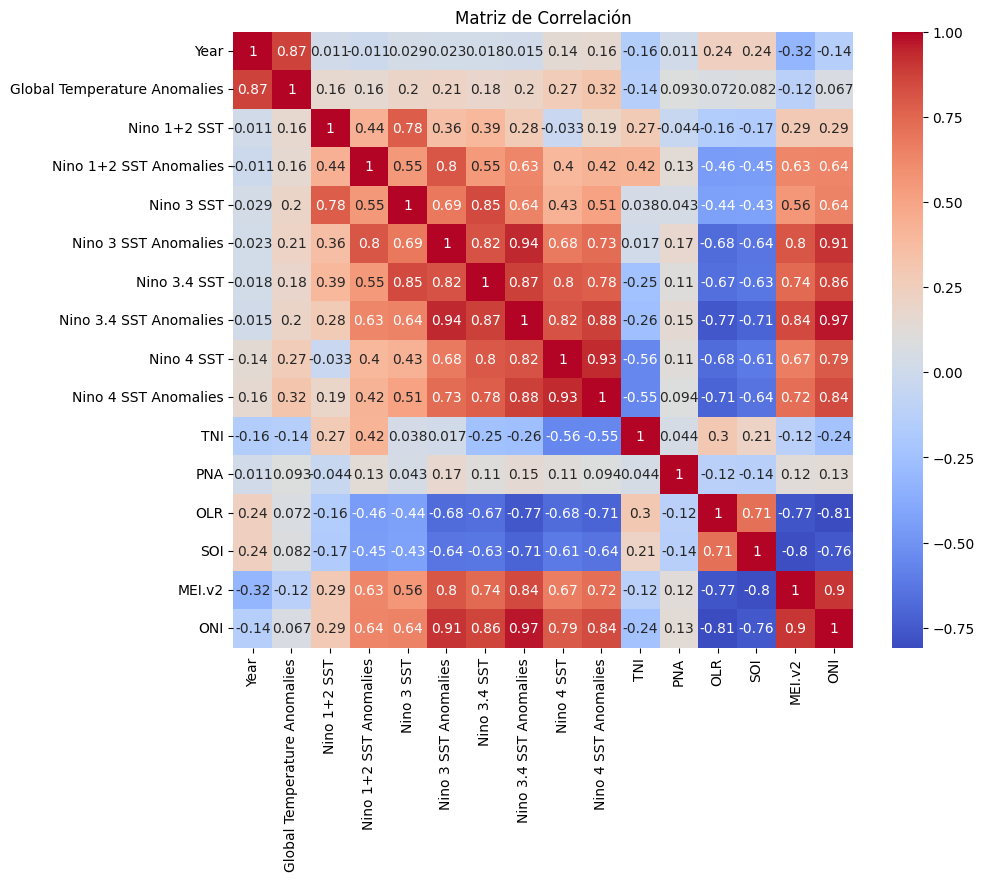 Matriz de Correlación
Year 1 0.87 0.011 -0.011 0.029 0.023 0.018 0.015 0.14 0.16 -0.16 0.011 0.24 0.24 -0.32 -0.14
Global Temperature Anomalies 0.87 1 0.16 0.16 0.2 0.21 0.18 0.2 0.27 0.32 -0.14 0.093 0.072 0.082 -0.12 0.067
Nino 1+2 SST 0.011 0.16 1 0.44 0.78 0.36 0.39 0.28 -0.033 0.19 0.27 -0.044 -0.16 -0.17 0.29 0.29
Nino 1+2 SST Anomalies -0.011 0.16 0.44 1 0.55 0.8 0.55 0.63 0.4 0.42 0.42 0.13 -0.46 -0.45 0.63 0.64
Nino 3 SST 0.029 0.2 0.78 0.55 1 0.69 0.85 0.64 0.43 0.51 0.038 0.043 -0.44 -0.43 0.56 0.64
Nino 3 SST Anomalies 0.023 0.21 0.36 0.8 0.69 1 0.82 0.94 0.68 0.73 0.017 0.17 -0.68 -0.64 0.8 0.91
Nino 3.4 SST 0.018 0.18 0.39 0.55 0.85 0.82 1 0.87 0.8 0.78 -0.25 0.11 -0.67 -0.63 0.74 0.86
Nino 3.4 SST Anomalies 0.015 0.2 0.28 0.63 0.64 0.94 0.87 1 0.82 0.88 -0.26 0.15 -0.77 -0.71 0.84 0.97
Nino 4 SST 0.14 0.27 -0.033 0.4 0.43 0.68 0.8 0.82 1 0.93 -0.56 0.11 -0.68 -0.61 0.67 0.79
Nino 4 SST Anomalies 0.16 0.32 0.19 0.42 0.51 0.73 0.78 0.88 0.93 1 -0.55 0.094 -0.71 -0.64 0.72 0.84
TNI -0.16 -0.14 0.27 0.42 0.038 0.017 -0.25 -0.26 -0.56 -0.55 1 0.044 0.3 0.21 -0.12 -0.24
PNA 0.011 0.093 -0.044 0.13 0.043 0.17 0.11 0.15 0.11 0.094 0.044 1 -0.12 -0.14 0.12 0.13
OLR 0.24 0.072 -0.16 -0.46 -0.44 -0.68 -0.67 -0.77 -0.68 -0.71 0.3 -0.12 1 0.71 -0.77 -0.81
SOI 0.24 0.082 -0.17 -0.45 -0.43 -0.64 -0.63 -0.71 -0.61 -0.64 0.21 -0.14 0.71 1 -0.8 -0.76
MEI.v2 -0.32 -0.12 0.29 0.63 0.56 0.8 0.74 0.84 0.67 0.72 -0.12 0.12 -0.77 -0.8 1 0.9
ONI -0.14 0.067 0.29 0.64 0.64 0.91 0.86 0.97 0.79 0.84 -0.24 0.13 -0.81 -0.76 0.9 1
Year
Global Temperature Anomalies
Nino 1+2 SST
Nino 1+2 SST Anomalies
Nino 3 SST
Nino 3 SST Anomalies
Nino 3.4 SST
Nino 3.4 SST Anomalies
Nino 4 SST
Nino 4 SST Anomalies
TNI
PNA
OLR
SOI
MEI.v2
ONI
1.00
0.75
0.50
0.25
0.00
−0.25
−0.50
−0.75